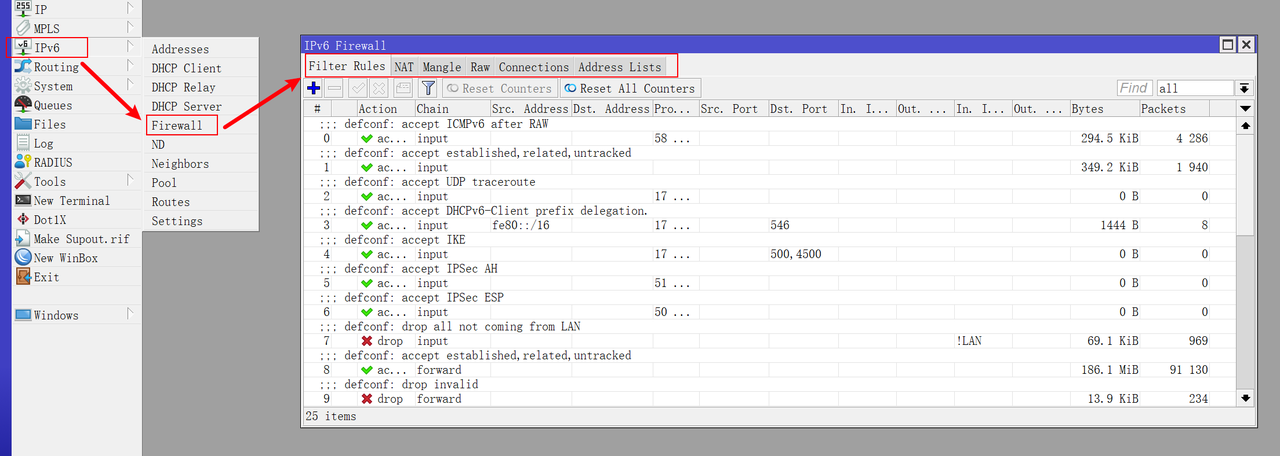 IP
MPLS
IPv6
Routing
System
Queues
Files
Log
RADIUS
Tools
New Terminal
Dot1X
Make Supout.rif
New WinBox
Exit
Windows
Addresses
DHCP Client
DHCP Relay
DHCP Server
Firewall
ND
Neighbors
Pool
Routes
Settings
IPv6 Firewall
Filter Rules NAT Mangle Raw Connections Address Lists
Reset Counters Reset All Counters Find all
# Action Chain Src. Address Dst. Address Pro... Src. Port Dst. Port In. I... Out. ... In. I... Out. ... Bytes Packets
;;; defconf: accept ICMPv6 after RAW
0 ac... input 58 ... 294.5 KiB 4 286
;;; defconf: accept established,related,untracked
1 ac... input 349.2 KiB 1 940
;;; defconf: accept UDP traceroute
2 ac... input 17 ... 0 B 0
;;; defconf: accept DHCPv6-Client prefix delegation.
3 ac... input fe80::/16 17 ... 546 1444 B 8
;;; defconf: accept IKE
4 ac... input 17 ... 500,4500 0 B 0
;;; defconf: accept IPSec AH
5 ac... input 51 ... 0 B 0
;;; defconf: accept IPSec ESP
6 ac... input 50 ... 0 B 0
;;; defconf: drop all not coming from LAN
7 drop input !LAN 69.1 KiB 969
;;; defconf: accept established,related,untracked
8 ac... forward 186.1 MiB 91 130
;;; defconf: drop invalid
9 drop forward 13.9 KiB 234
25 items